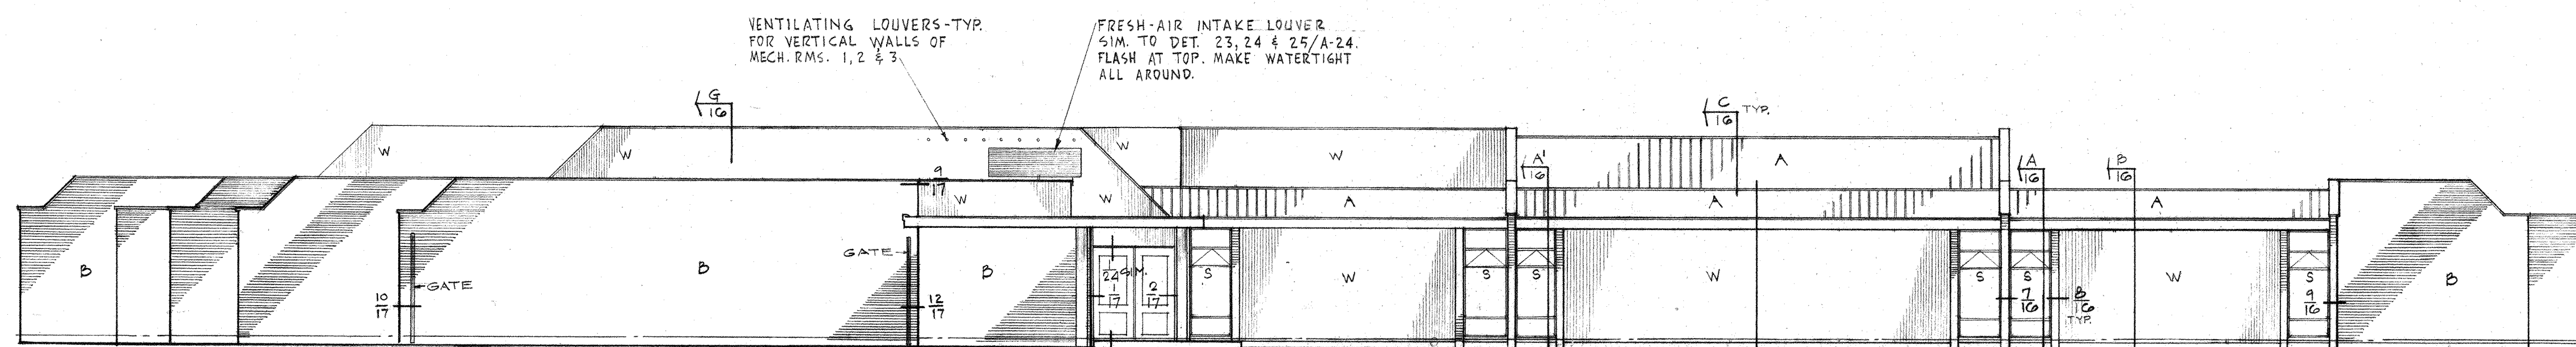 VENTILATING LOUVERS-TYP.
FOR VERTICAL WALLS OF
MECH. RMS. 1, 2 & 3
FRESH-AIR INTAKE LOUVER
SIM. TO DET. 23, 24 & 25/A-24.
FLASH AT TOP. MAKE WATERTIGHT
ALL AROUND.
G
16
C
16
TYP.
W
W
W
W
A
A'
16
A
16
B
16
9
17
W
W
A
A
A
GATE
B
B
GATE
B
10
17
12
17
1
24
SIM.
1
17
2
17
S
W
S
S
W
S
S
W
S
7
16
8
16
TYP.
9
16
B